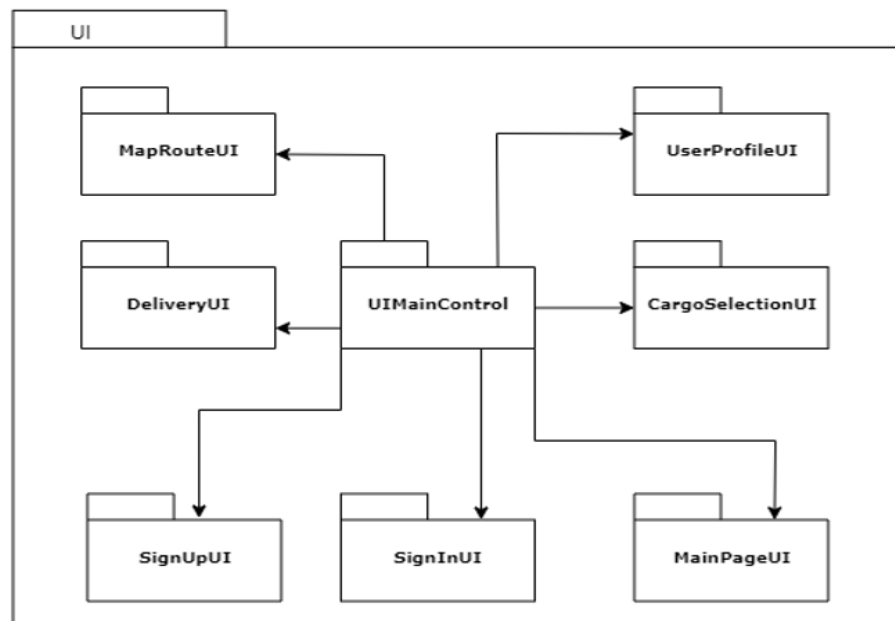 UI
MapRouteUI
UserProfileUI
DeliveryUI
UIMainControl
CargoSelectionUI
SignUpUI
SignInUI
MainPageUI